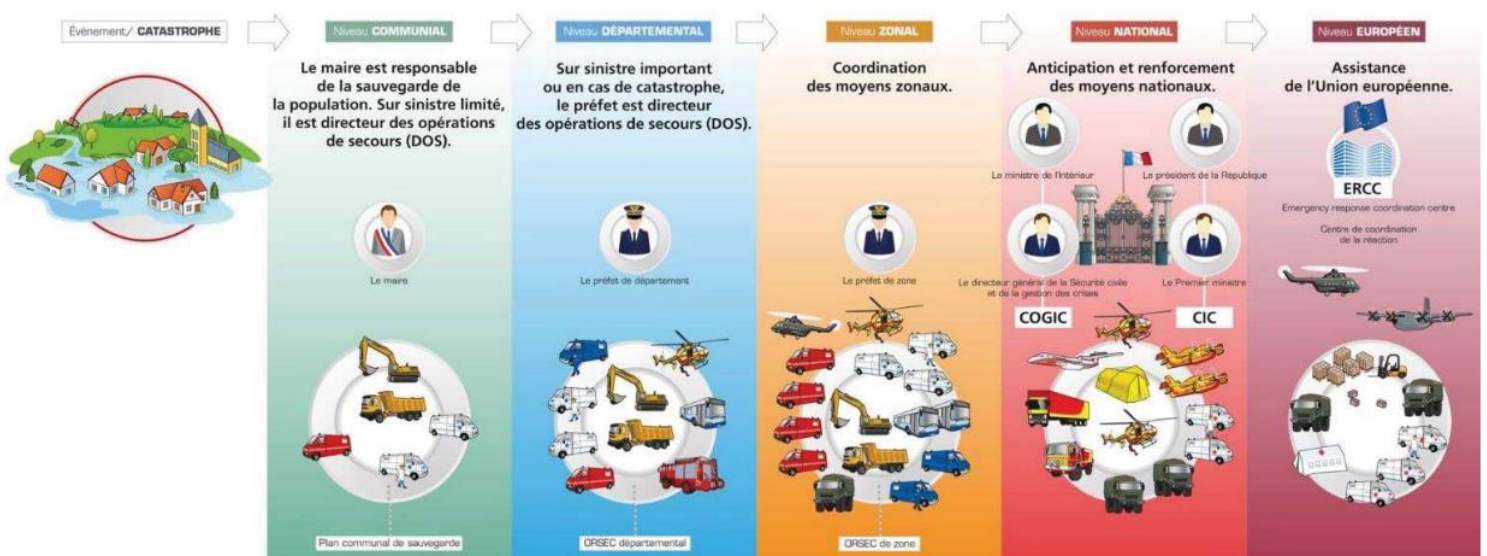 Évènement/ CATASTROPHE
Niveau COMMUNIAL
Niveau DÉPARTEMENTAL
Niveau ZONAL
Niveau NATIONAL
Niveau EUROPÉEN
Le maire est responsable
de la sauvegarde de
la population. Sur sinistre limité,
il est directeur des opérations
de secours (DOS).
Le maire
Plan communal de sauvegarde
Sur sinistre important
ou en cas de catastrophe,
le préfet est directeur
des opérations de secours (DOS).
Le préfet de département
ORSEC départemental
Coordination
des moyens zonaux.
Le préfet de zone
ORSEC de zone
Anticipation et renforcement
des moyens nationaux.
Le ministre de l'Intérieur
Le président de la République
Le directeur général de la Sécurité civile
et de la gestion des crises
Le Premier ministre
COGIC
CIC
Assistance
de l'Union européenne.
ERCC
Emergency response coordination centre
Centre de coordination
de la réaction